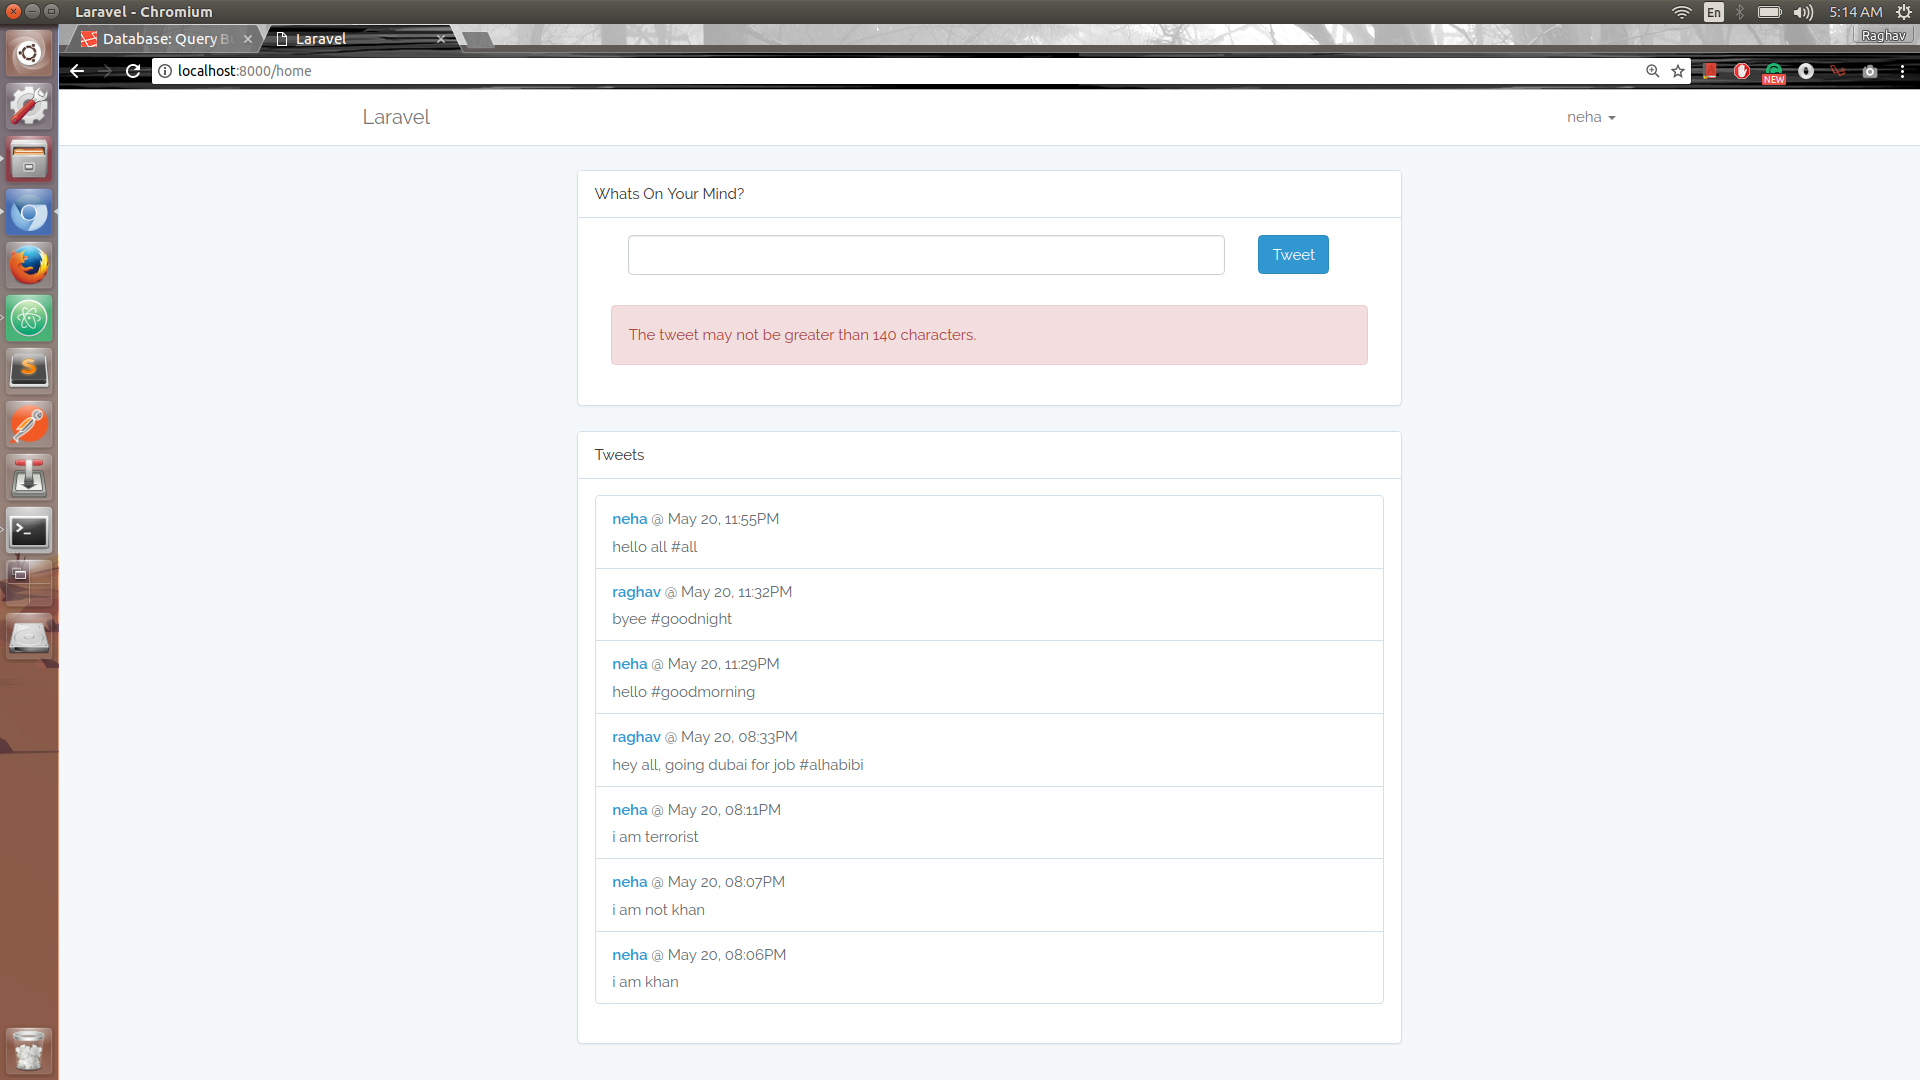 Laravel - Chromium
En
5:14 AM
Database: Query B
Laravel
Raghav
localhost:8000/home
NEW
Laravel
neha
Whats On Your Mind?
Tweet
The tweet may not be greater than 140 characters.
Tweets
neha @ May 20, 11:55PM
hello all #all
raghav @ May 20, 11:32PM
byee #goodnight
neha @ May 20, 11:29PM
hello #goodmorning
raghav @ May 20, 08:33PM
hey all, going dubai for job #alhabibi
neha @ May 20, 08:11PM
i am terrorist
neha @ May 20, 08:07PM
i am not khan
neha @ May 20, 08:06PM
i am khan